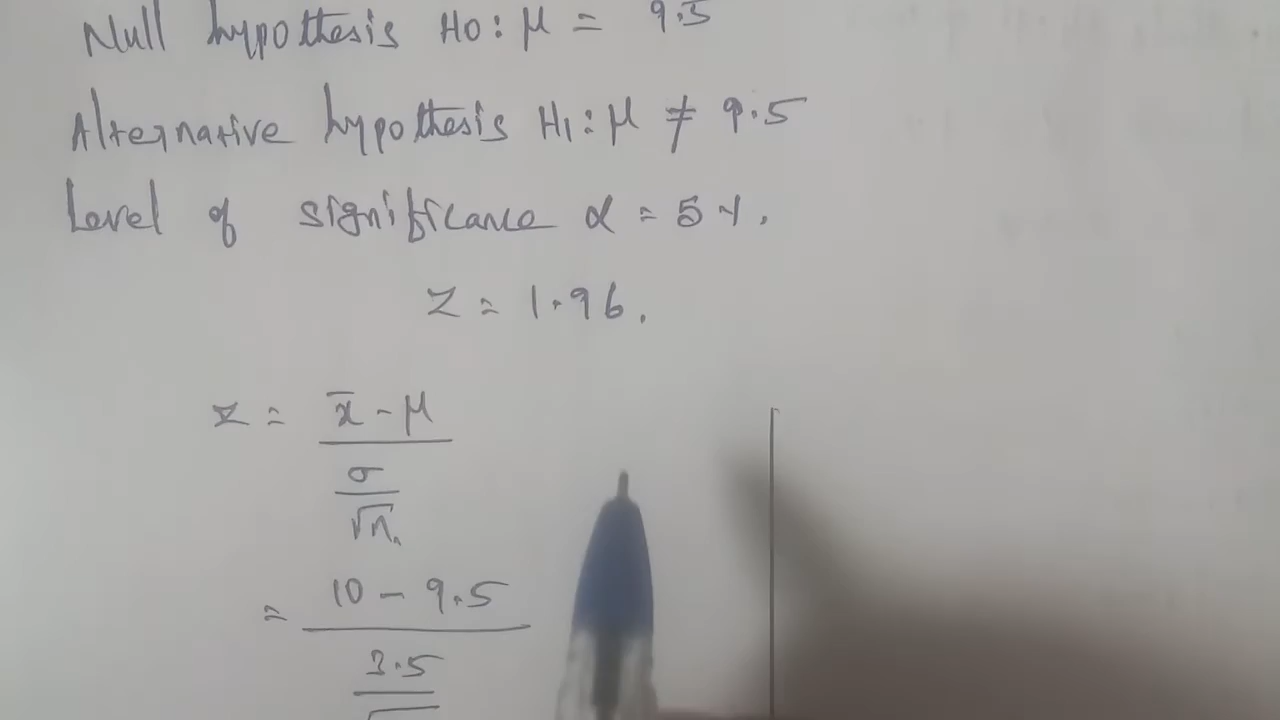 Null hypothesis H0: μ = 9.5
Alternative hypothesis H1: μ ≠ 9.5
Level of significance α = 5%.
Z = 1.96.
z = x̄ - μ
σ
√n
= 10 - 9.5
3.5
√